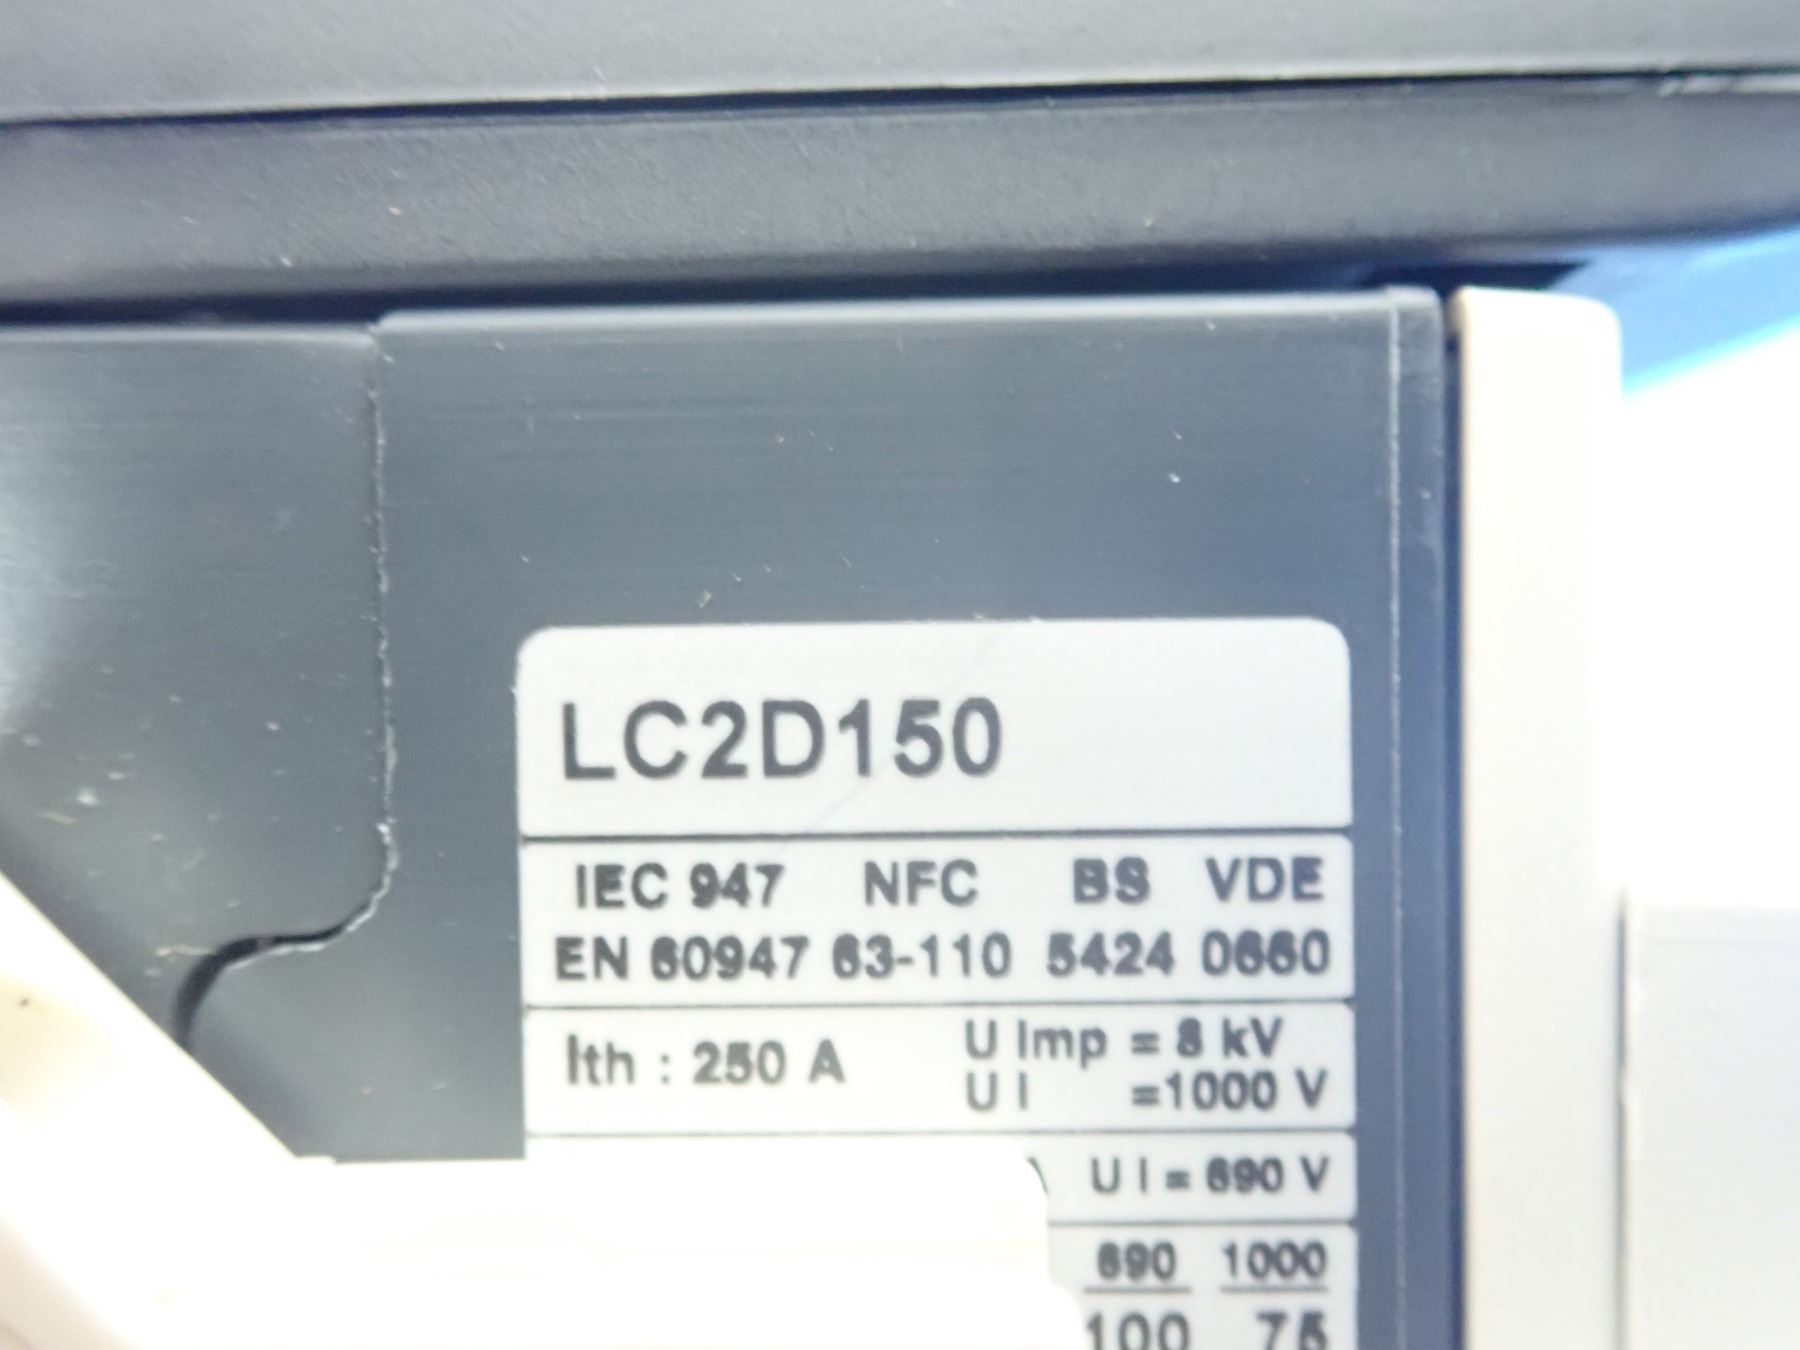 LC2D150
IEC 947 NFC BS VDE
EN 60947 63-110 5424 0660
Ith : 250 A
U Imp = 8 kV
U I =1000 V
U I = 690 V
690 1000
100 75